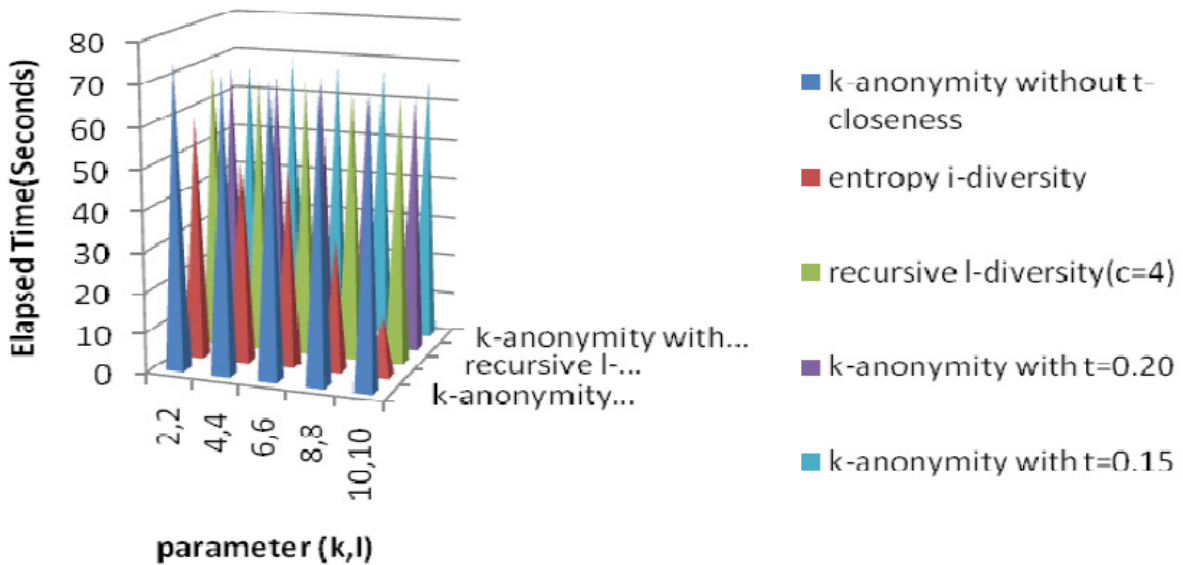 Elapsed Time(Seconds)
80
70
60
50
40
30
20
10
0
2,2
4,4
6,6
8,8
10,10
parameter (k,l)
k-anonymity with...
recursive l-...
k-anonymity...
k-anonymity without t-
closeness
entropy i-diversity
recursive l-diversity(c=4)
k-anonymity with t=0.20
k-anonymity with t=0.15